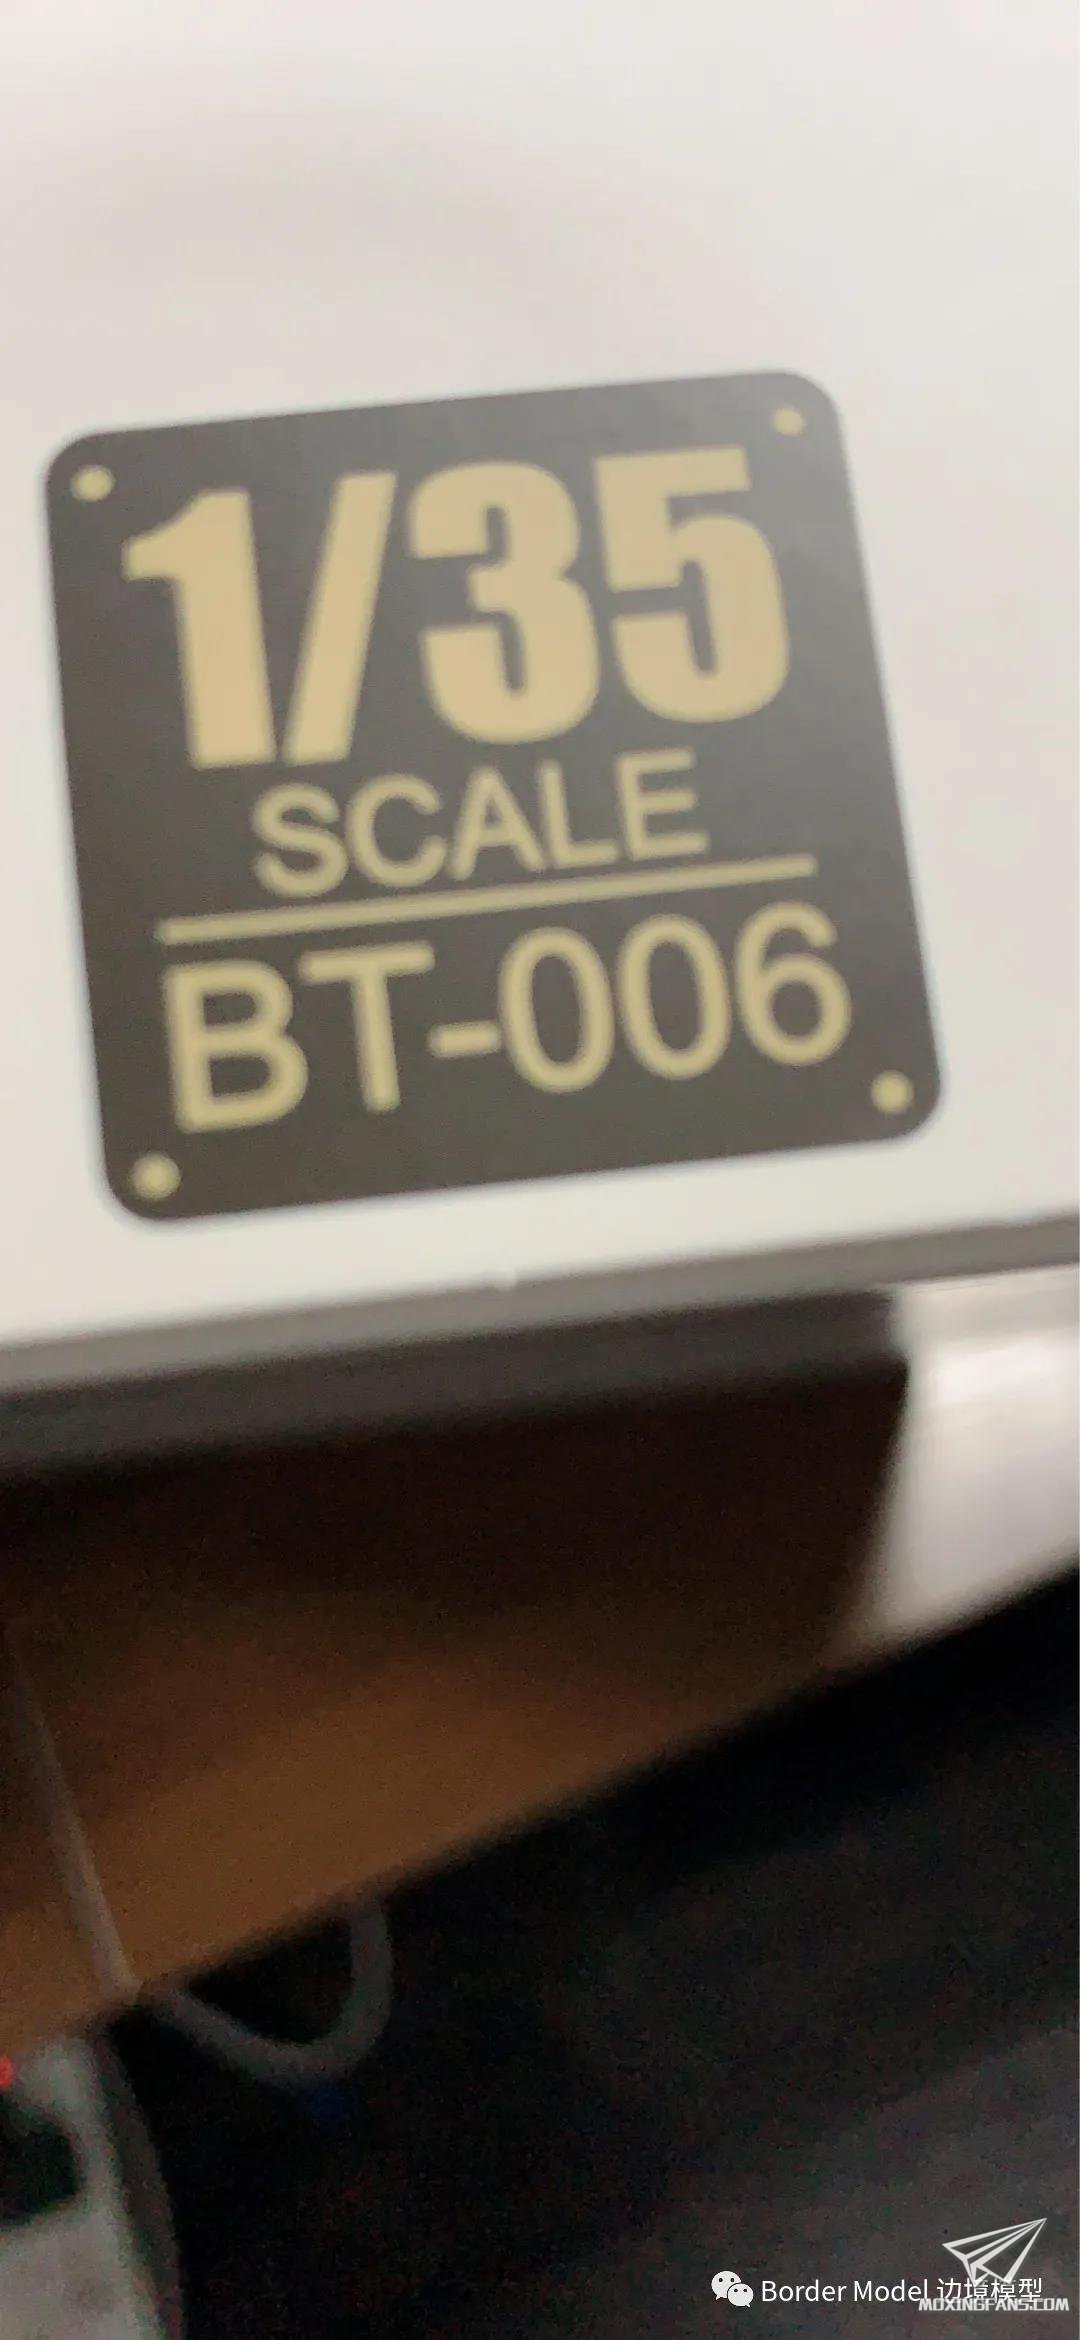 1/35
SCALE
BT-006
Border Model 边境模型
MOXINGFANS.COM